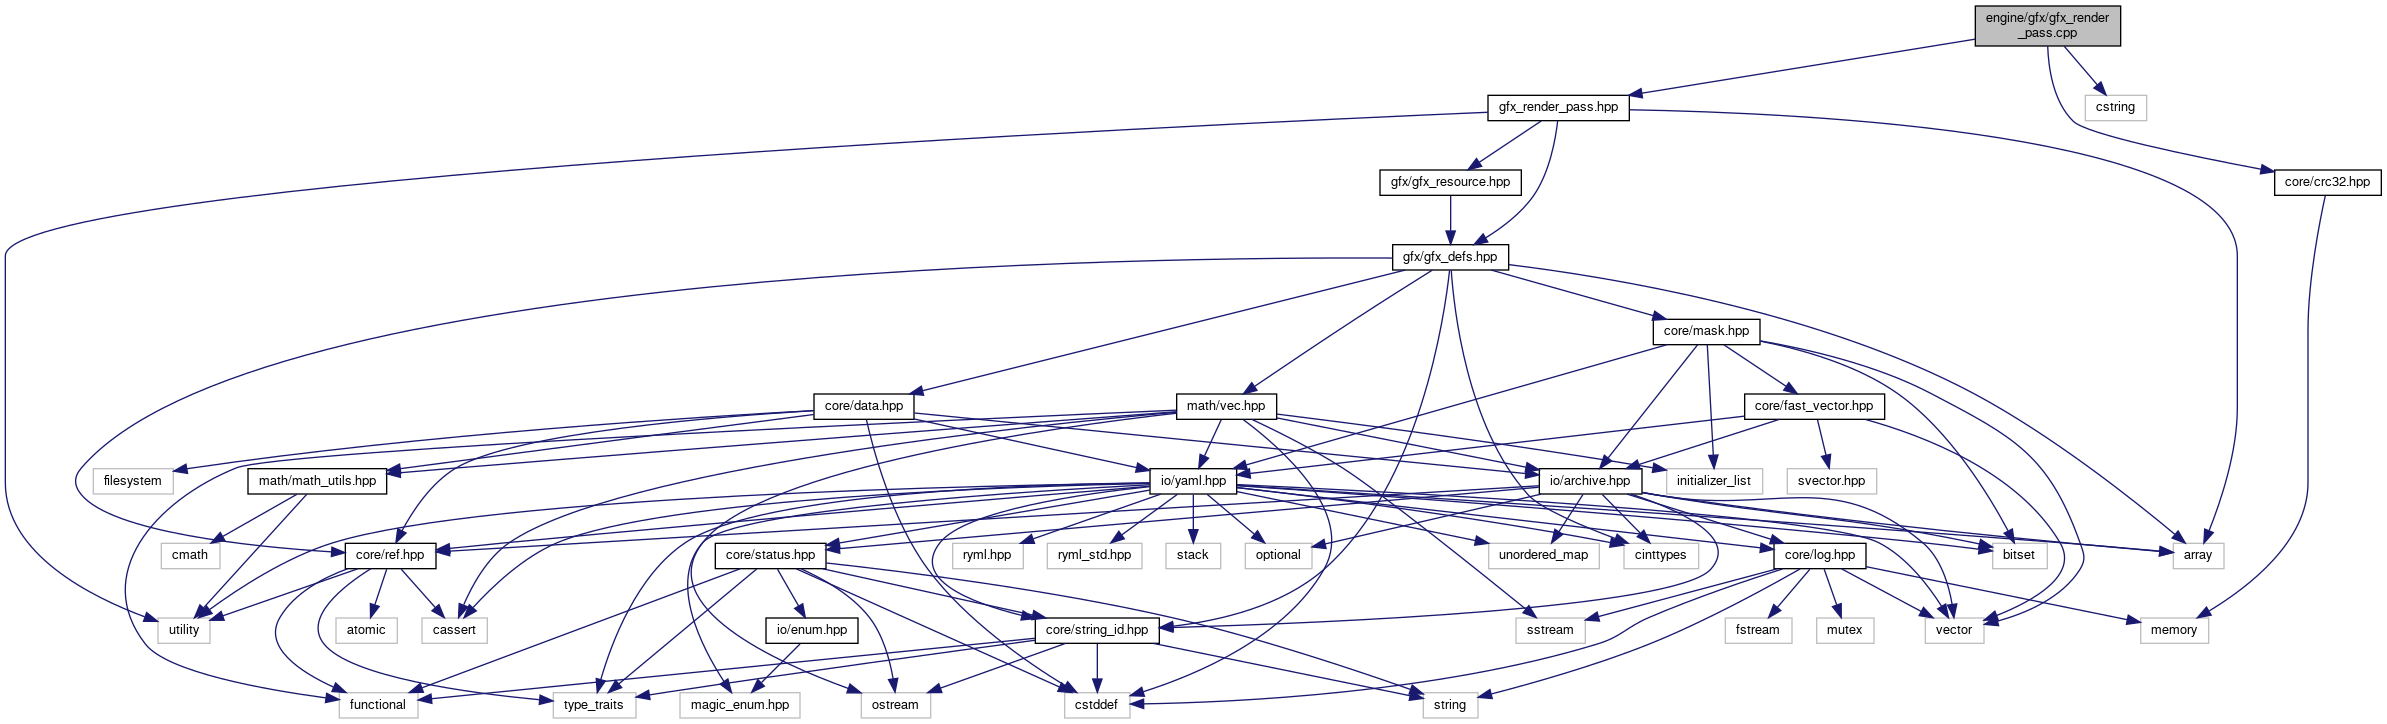 engine/gfx/gfx_render
_pass.cpp
gfx_render_pass.hpp
cstring
gfx/gfx_resource.hpp
core/crc32.hpp
gfx/gfx_defs.hpp
core/mask.hpp
core/data.hpp
math/vec.hpp
core/fast_vector.hpp
filesystem
math/math_utils.hpp
io/yaml.hpp
io/archive.hpp
initializer_list
svector.hpp
cmath
core/ref.hpp
core/status.hpp
ryml.hpp
ryml_std.hpp
stack
optional
unordered_map
cinttypes
core/log.hpp
bitset
array
utility
atomic
cassert
io/enum.hpp
core/string_id.hpp
sstream
fstream
mutex
vector
memory
functional
type_traits
magic_enum.hpp
ostream
cstddef
string